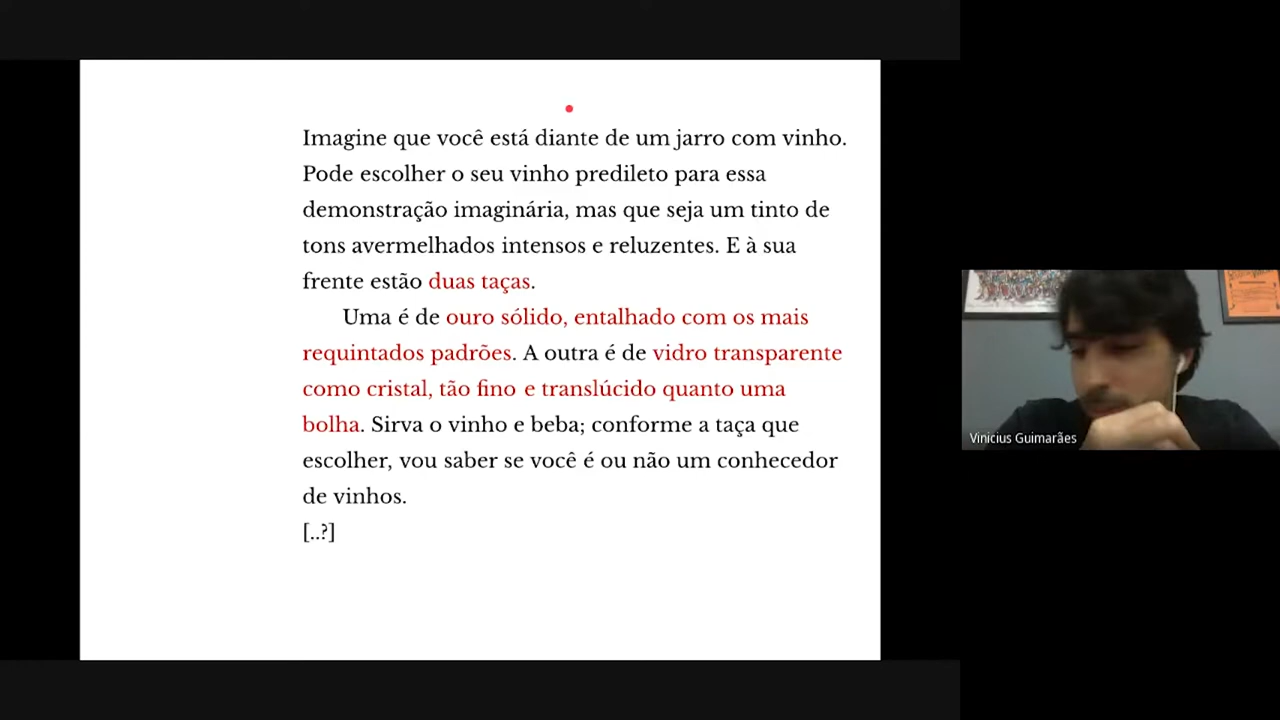 Imagine que você está diante de um jarro com vinho.
Pode escolher o seu vinho predileto para essa
demonstração imaginária, mas que seja um tinto de
tons avermelhados intensos e reluzentes. E à sua
frente estão duas taças.
Uma é de ouro sólido, entalhado com os mais
requintados padrões. A outra é de vidro transparente
como cristal, tão fino e translúcido quanto uma
bolha. Sirva o vinho e beba; conforme a taça que
escolher, vou saber se você é ou não um conhecedor
de vinhos.
[..?]
Vinicius Guimarães